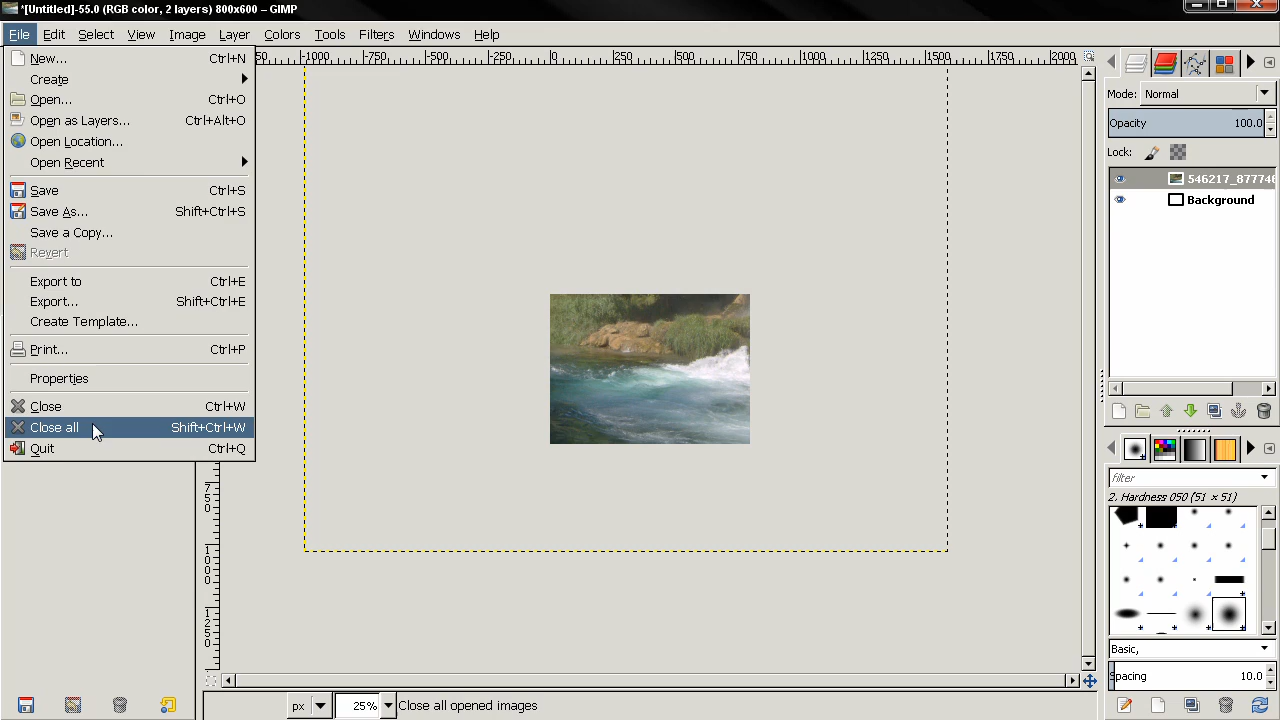 *[Untitled]-55.0 (RGB color, 2 layers) 800x600 – GIMP
File Edit Select View Image Layer Colors Tools Filters Windows Help
New... Ctrl+N
Create
Open... Ctrl+O
Open as Layers... Ctrl+Alt+O
Open Location...
Open Recent
Save Ctrl+S
Save As... Shift+Ctrl+S
Save a Copy...
Revert
Export to Ctrl+E
Export... Shift+Ctrl+E
Create Template...
Print... Ctrl+P
Properties
Close Ctrl+W
Close all Shift+Ctrl+W
Quit Ctrl+Q
-1000 -750 -500 -250 0 250 500 750 1000 1250 1500 1750 2000
750
1000
1250
Mode: Normal
Opacity 100.0
Lock:
Background
filter
2. Hardness 050 (51 × 51)
Basic,
Spacing 10.0
px 25% Close all opened images